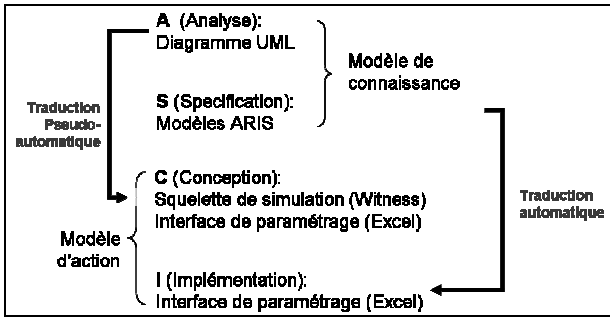 A (Analyse):
Diagramme UML
Modèle de
connaissance
S (Specification):
Modèles ARIS
Traduction
Pseudo-
automatique
C (Conception):
Squelette de simulation (Witness)
Interface de paramétrage (Excel)
Traduction
automatique
Modèle
d'action
I (Implémentation):
Interface de paramétrage (Excel)